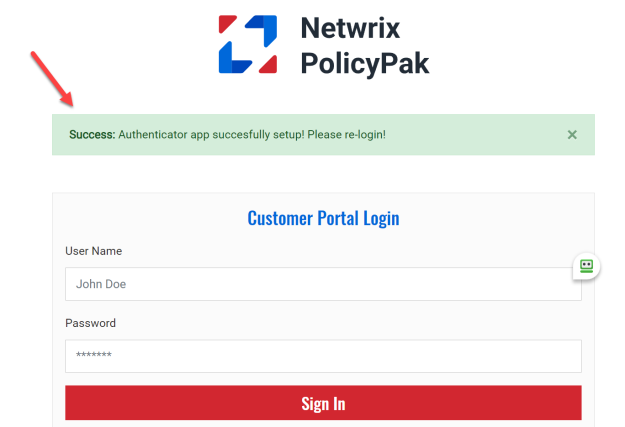 Netwrix
PolicyPak
Success: Authenticator app succesfully setup! Please re-login!
×
Customer Portal Login
User Name
John Doe
Password
*******
Sign In